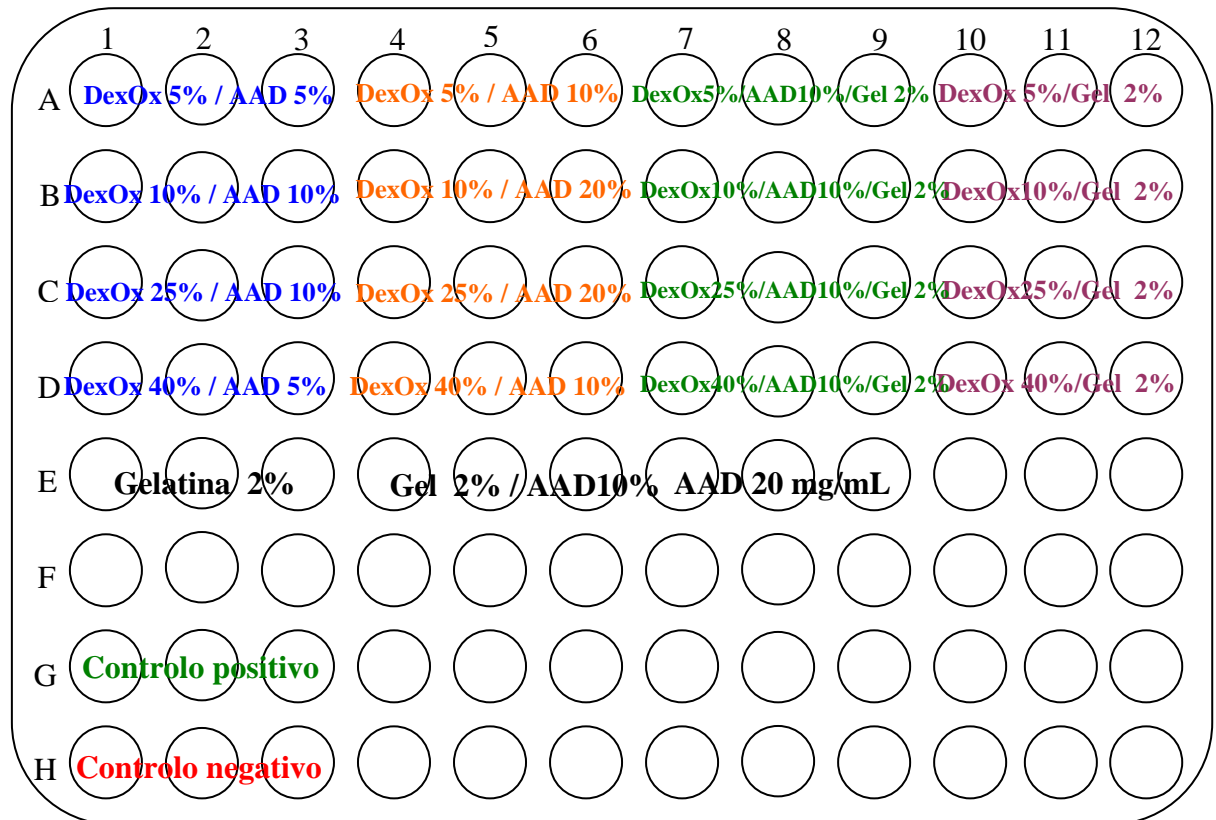 1 2 3 4 5 6 7 8 9 10 11 12
A DexOx 5% / AAD 5% DexOx 5% / AAD 10% DexOx5%/AAD10%/Gel 2% DexOx 5%/Gel 2%
B DexOx 10% / AAD 10% DexOx 10% / AAD 20% DexOx10%/AAD10%/Gel 2% DexOx10%/Gel 2%
C DexOx 25% / AAD 10% DexOx 25% / AAD 20% DexOx25%/AAD10%/Gel 2% DexOx25%/Gel 2%
D DexOx 40% / AAD 5% DexOx 40% / AAD 10% DexOx40%/AAD10%/Gel 2% DexOx 40%/Gel 2%
E Gelatina 2% Gel 2% / AAD10% AAD 20 mg/mL
F
G Controlo positivo
H Controlo negativo